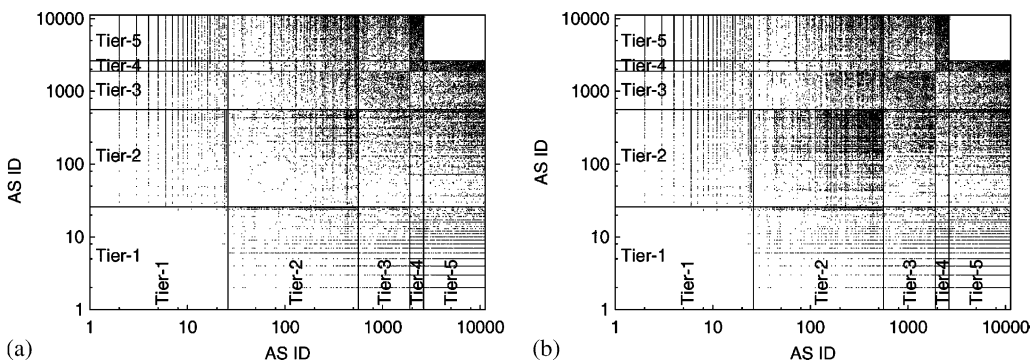 10000
Tier-5
Tier-4
1000
Tier-3
AS ID
Tier-2
100
10
Tier-1
Tier-1
Tier-2
Tier-3
Tier-4
Tier-5
1
1
10
100
1000
10000
(a)
AS ID
10000
Tier-5
Tier-4
1000
Tier-3
AS ID
Tier-2
100
10
Tier-1
Tier-1
Tier-2
Tier-3
Tier-4
Tier-5
1
1
10
100
1000
10000
(b)
AS ID